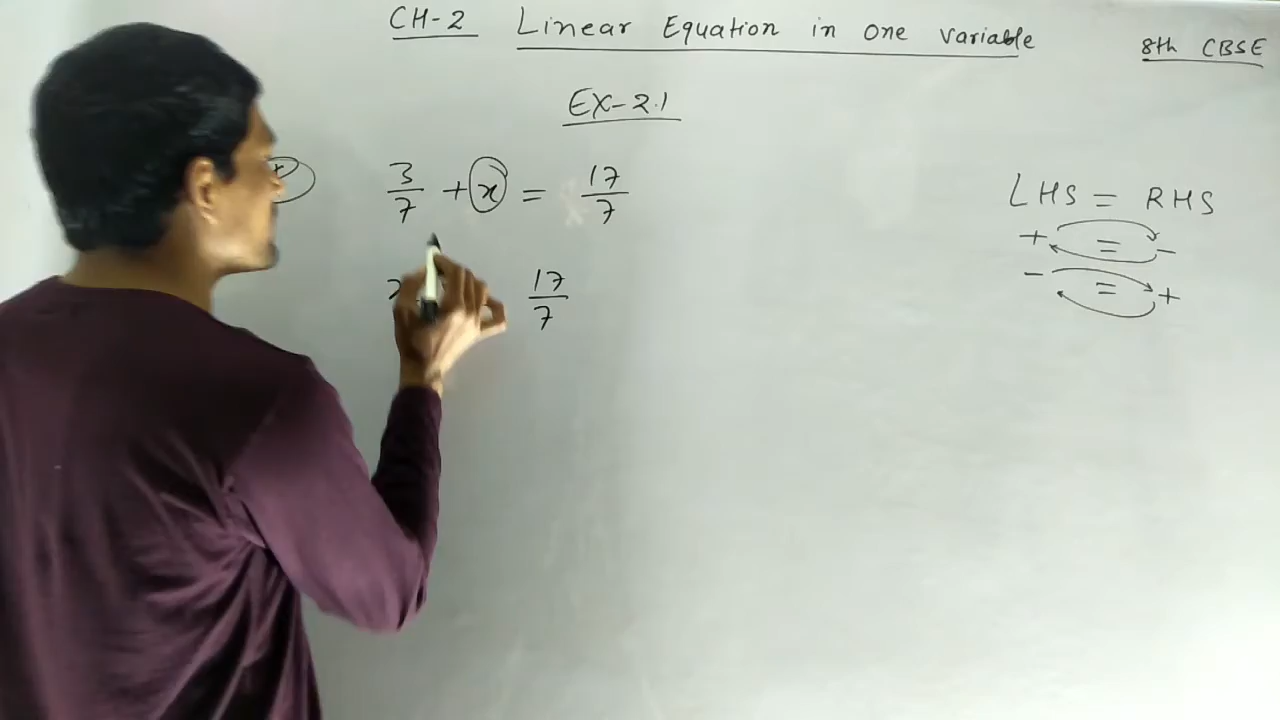 CH-2 Linear Equation in one variable 8th CBSE
EX-2.1
3/7 + x = 17/7
17/7
LHS = RHS
+ = -
- = +